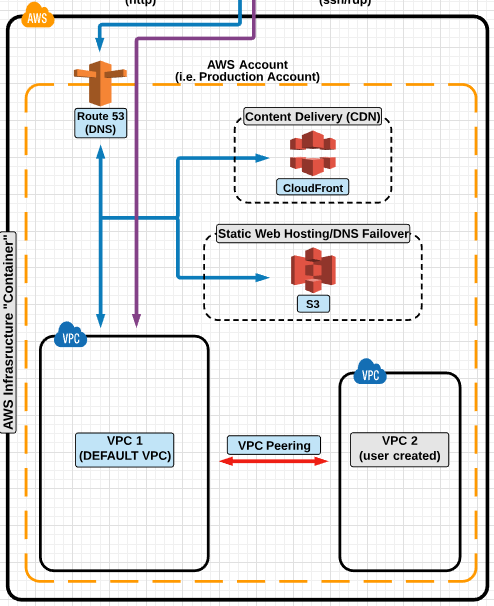 (http)
(ssh/rdp)
AWS
AWS Account
(i.e. Production Account)
Route 53
(DNS)
Content Delivery (CDN)
CloudFront
Static Web Hosting/DNS Failover
S3
AWS Infrasructure "Container"
VPC
VPC
VPC 1
(DEFAULT VPC)
VPC Peering
VPC 2
(user created)